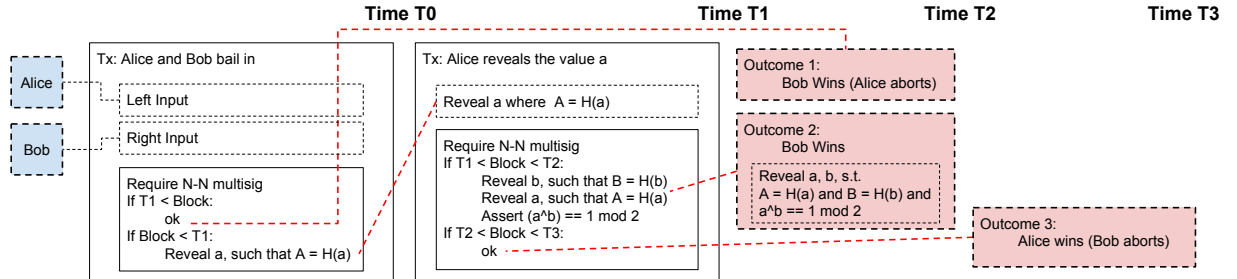 Time T0
Time T1
Time T2
Time T3
Alice
Bob
Tx: Alice and Bob bail in
Left Input
Right Input
Require N-N multisig
If T1 < Block:
ok
If Block < T1:
Reveal a, such that A = H(a)
Tx: Alice reveals the value a
Reveal a where A = H(a)
Require N-N multisig
If T1 < Block < T2:
Reveal b, such that B = H(b)
Reveal a, such that A = H(a)
Assert (a^b) == 1 mod 2
If T2 < Block < T3:
ok
Outcome 1:
Bob Wins (Alice aborts)
Outcome 2:
Bob Wins
Reveal a, b, s.t.
A = H(a) and B = H(b) and
a^b == 1 mod 2
Outcome 3:
Alice wins (Bob aborts)